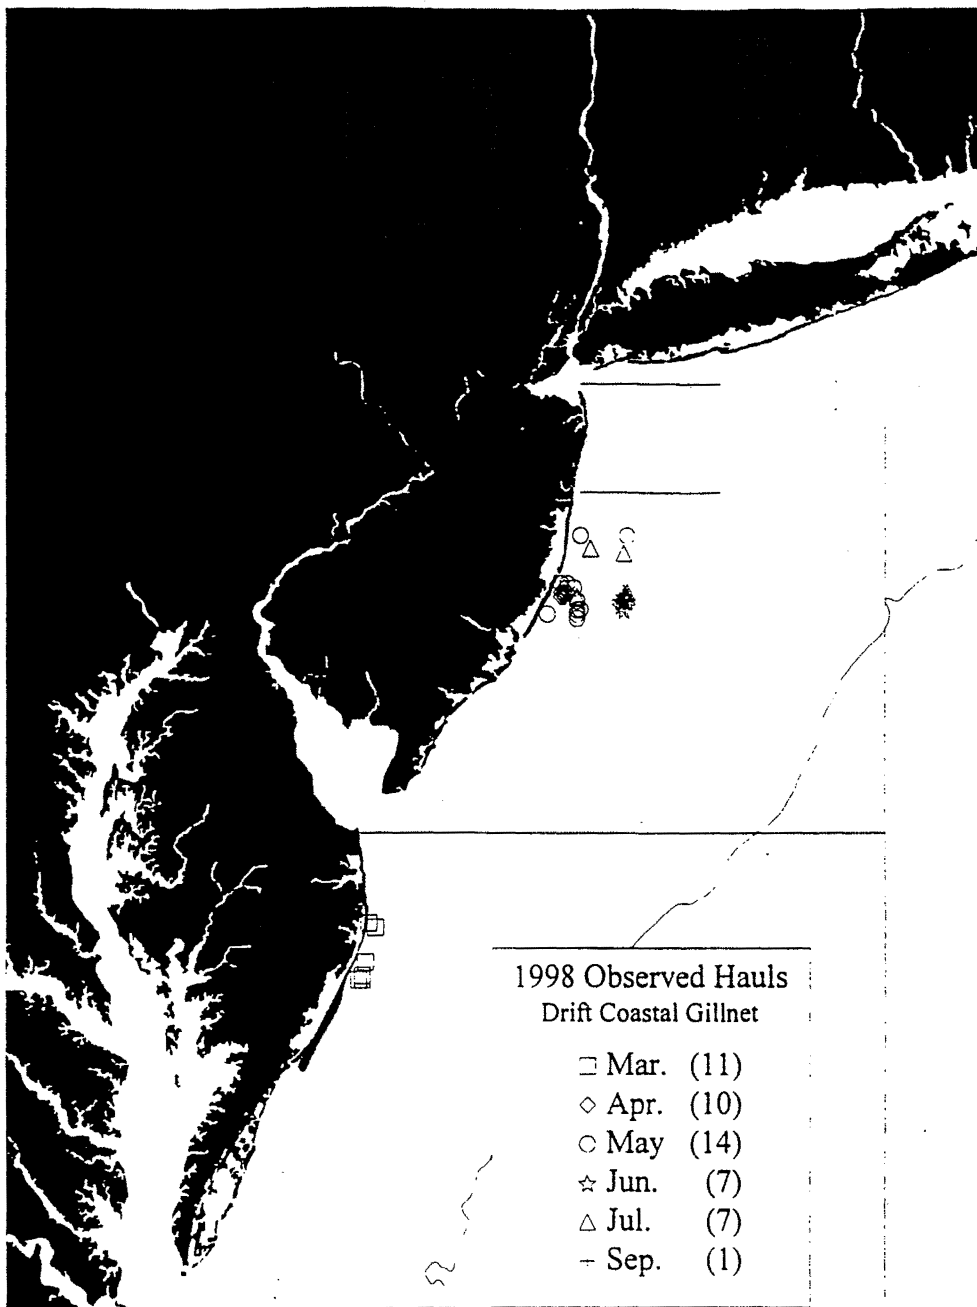 1998 Observed Hauls
Drift Coastal Gillnet
Mar. (11)
Apr. (10)
May (14)
Jun. (7)
Jul. (7)
Sep. (1)